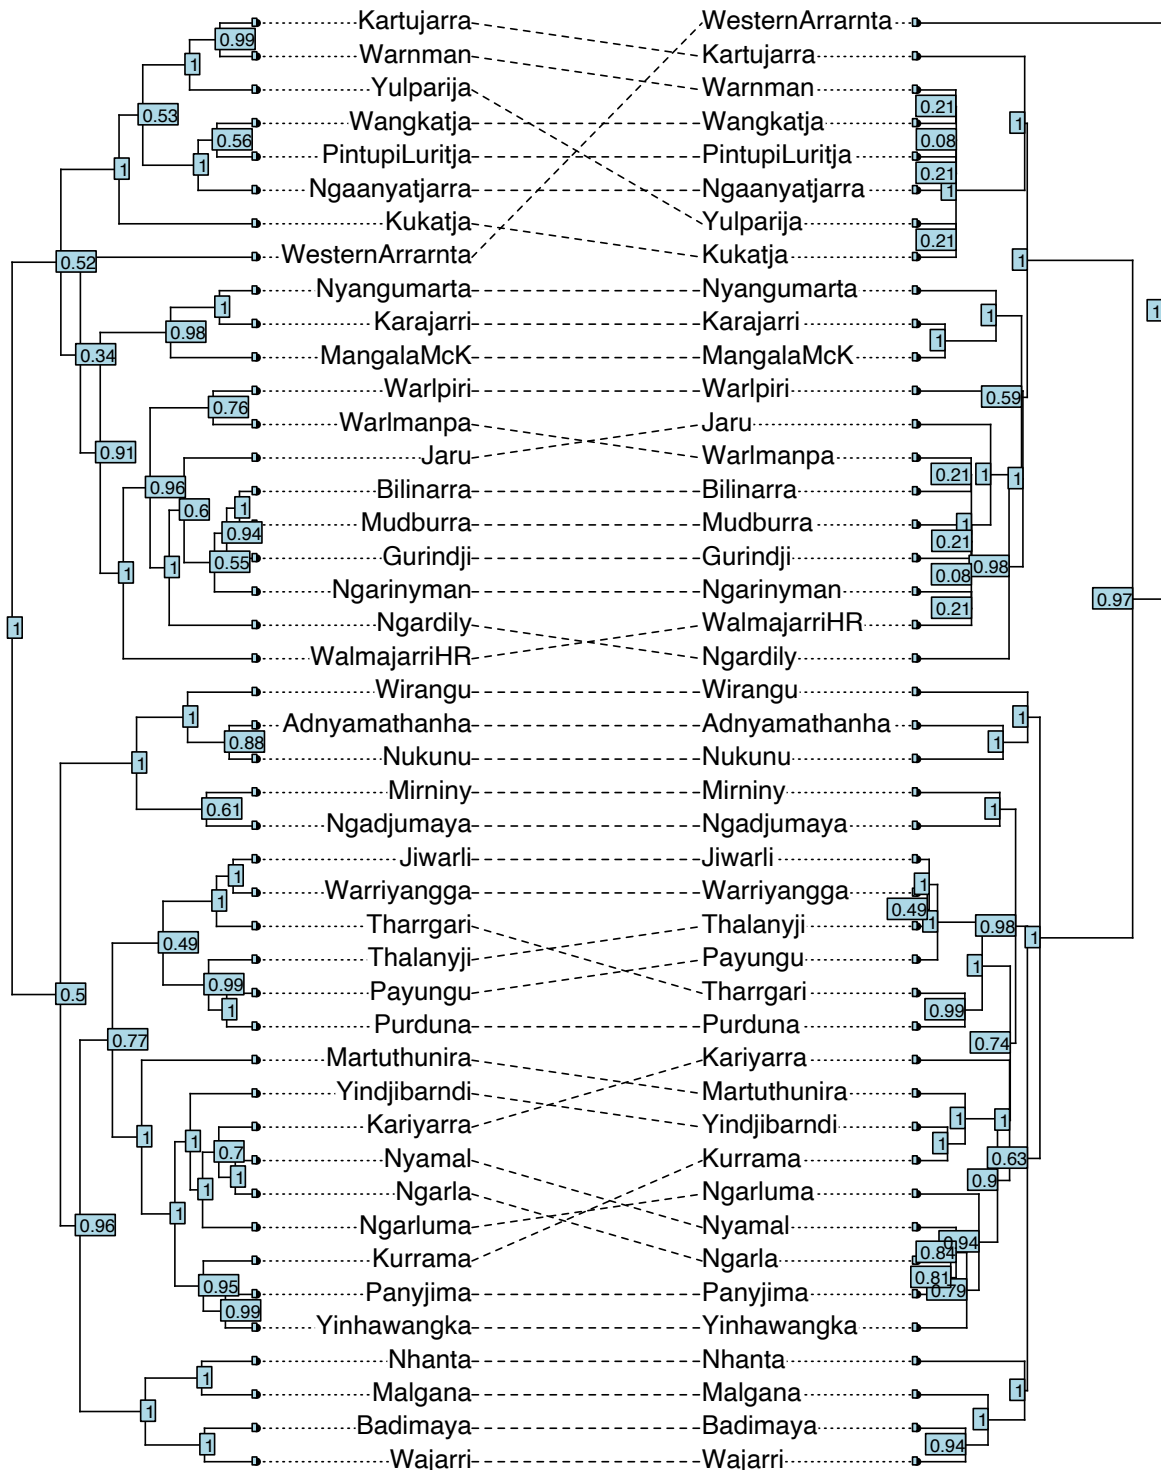 Kartujarra WesternArrarnta
0.99
Warnman Kartujarra
1
Yulparija Warnman
0.21
0.53 1
Wangkatja Wangkatja
0.56 0.08
PintupiLuritja PintupiLuritja
1 1 0.21
Ngaanyatjarra Ngaanyatjarra 1
Kukatja Yulparija
0.21
WesternArrarnta Kukatja
0.52 1
Nyangumarta Nyangumarta
1 1 1
Karajarri Karajarri
0.98 1
0.34 MangalaMcK MangalaMcK
Warlpiri Warlpiri 0.59
0.76
Warlmanpa Jaru
0.91 Jaru Warlmanpa
0.21 1 1
0.96 Bilinarra Bilinarra
0.6 1
Mudburra Mudburra 1
0.94 0.21
0.55 Gurindji Gurindji
1 1 0.08 0.98
Ngarinyman Ngarinyman
0.21 0.97
1 Ngardily WalmajarriHR
WalmajarriHR Ngardily
Wirangu Wirangu
1 1
Adnyamathanha Adnyamathanha
0.88 1
1 Nukunu Nukunu
Mirniny Mirniny
0.61 1
Ngadjumaya Ngadjumaya
Jiwarli Jiwarli
1 1
Warriyangga Warriyangga
1 0.49
Tharrgari Thalanyji 1 0.98 1
0.49
Thalanyji Payungu
0.99 1
0.5 Payungu Tharrgari
1 0.99
Purduna Purduna
0.77 0.74
Martuthunira Kariyarra
Yindjibarndi Martuthunira
1 1
Kariyarra Yindjibarndi
1 1 1
0.7
Nyamal Kurrama 0.63
1 1 0.9
Ngarla Ngarluma
1
0.96 Ngarluma Nyamal
0.94
0.84
Kurrama Ngarla
0.95 0.81
Panyjima Panyjima 0.79
0.99
Yinhawangka Yinhawangka
Nhanta Nhanta
1 1
Malgana Malgana
1 1
Badimaya Badimaya
1 0.94
Wajarri Wajarri